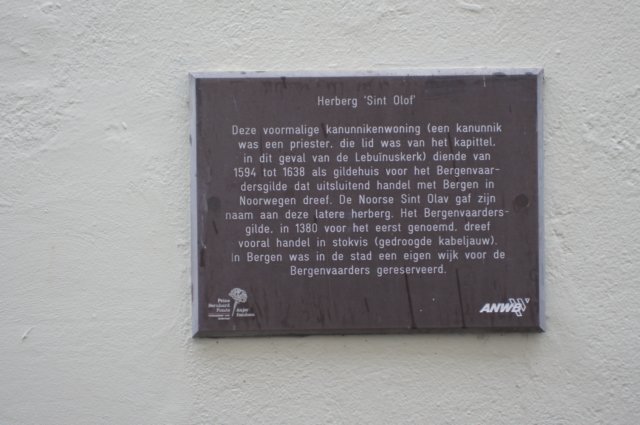 Herberg 'Sint Olof'
Deze voormalige kanunnikenwoning (een kanunnik
was een priester, die lid was van het kapittel,
in dit geval van de Lebuïnuskerk) diende van
1594 tot 1638 als gildehuis voor het Bergenvaar-
dersgilde dat uitsluitend handel met Bergen in
Noorwegen dreef. De Noorse Sint Olav gaf zijn
naam aan deze latere herberg. Het Bergenvaarders-
gilde, in 1380 voor het eerst genoemd, dreef
vooral handel in stokvis (gedroogde kabeljauw).
In Bergen was in de stad een eigen wijk voor de
Bergenvaarders gereserveerd.
Prins
Bernhard
Fonds
Anjer
ANWB